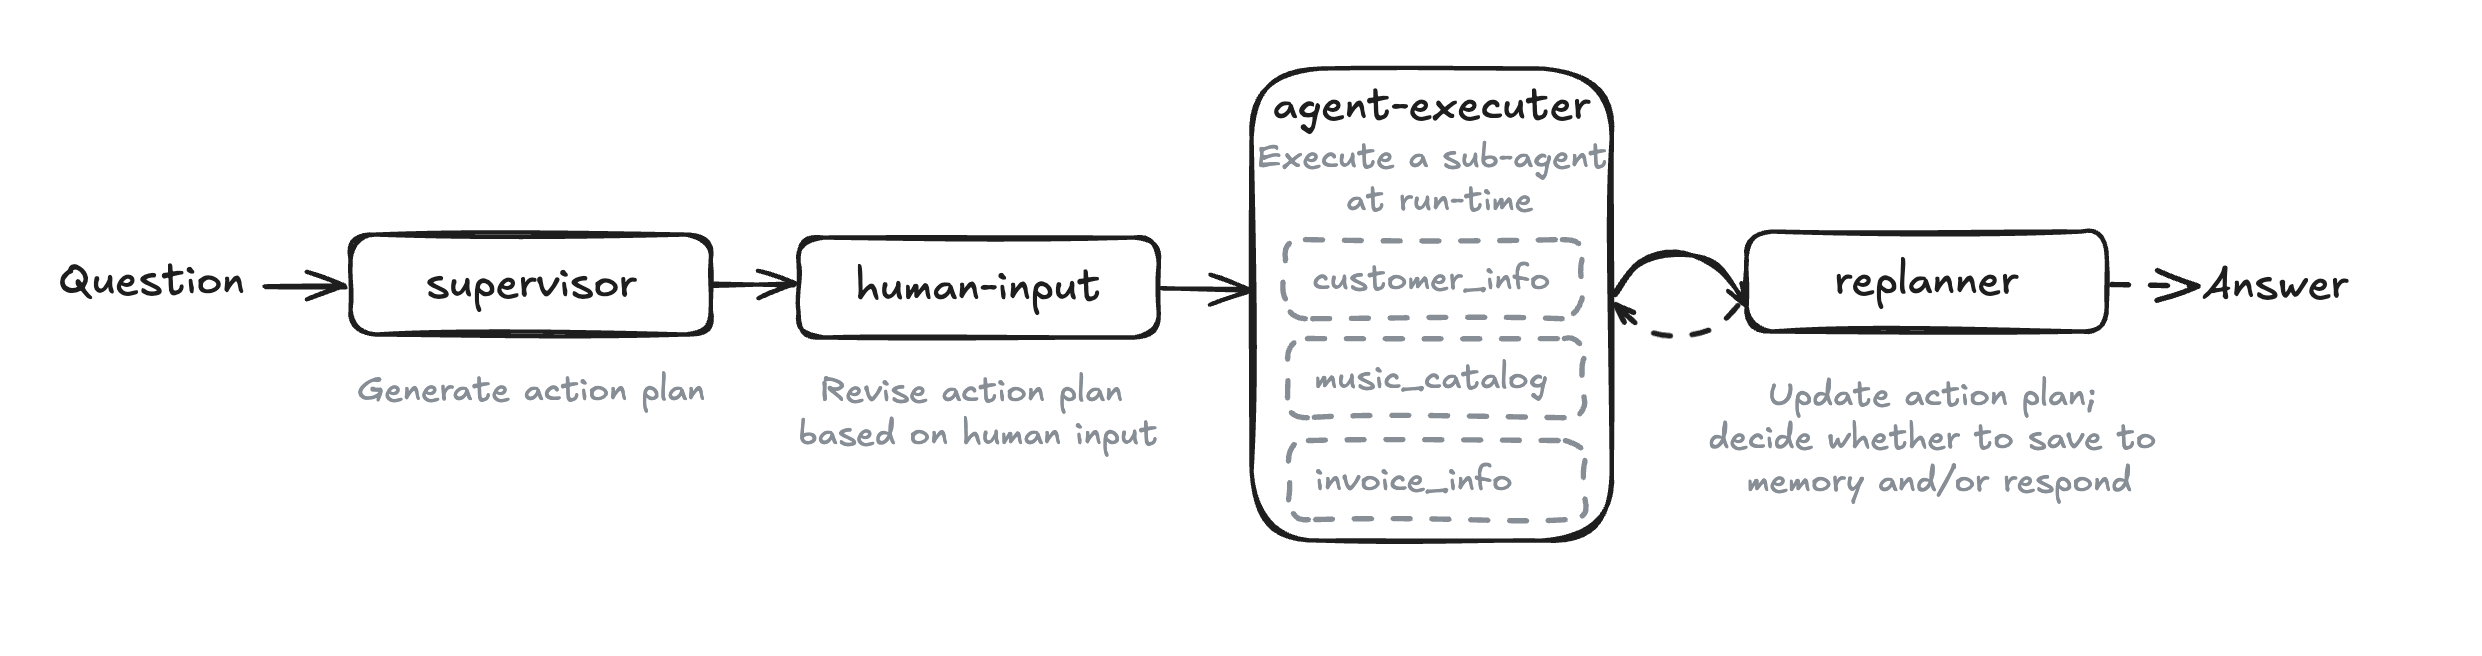 Question
supervisor
Generate action plan
human-input
Revise action plan
based on human input
agent-executer
Execute a sub-agent
at run-time
customer_info
music_catalog
invoice_info
replanner
Update action plan;
decide whether to save to
memory and/or respond
Answer